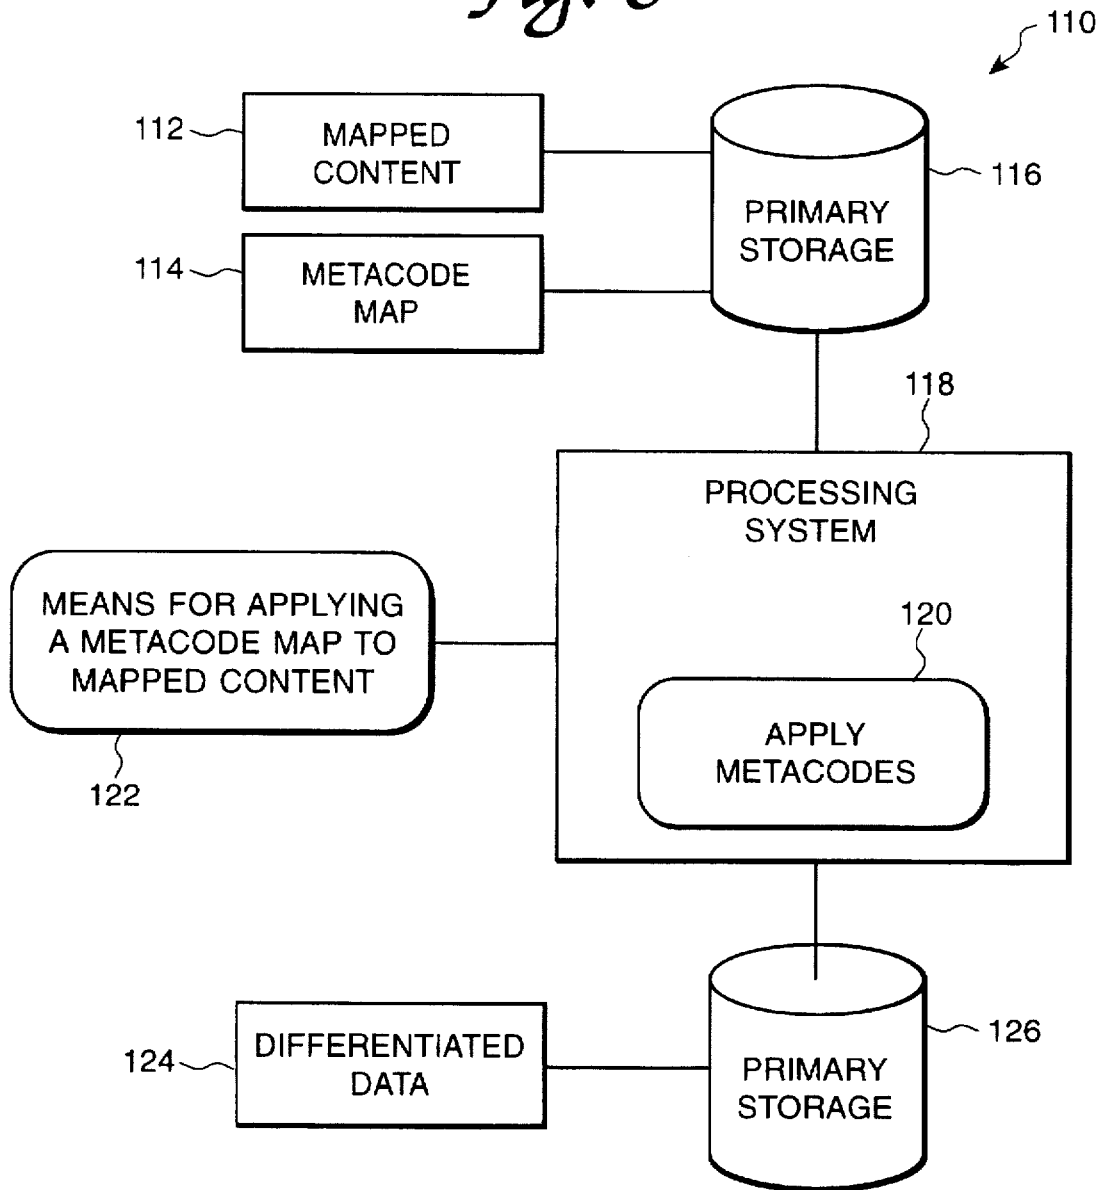 110
112
MAPPED
CONTENT
116
PRIMARY
STORAGE
114
METACODE
MAP
118
PROCESSING
SYSTEM
MEANS FOR APPLYING
A METACODE MAP TO
MAPPED CONTENT
122
120
APPLY
METACODES
124
DIFFERENTIATED
DATA
126
PRIMARY
STORAGE